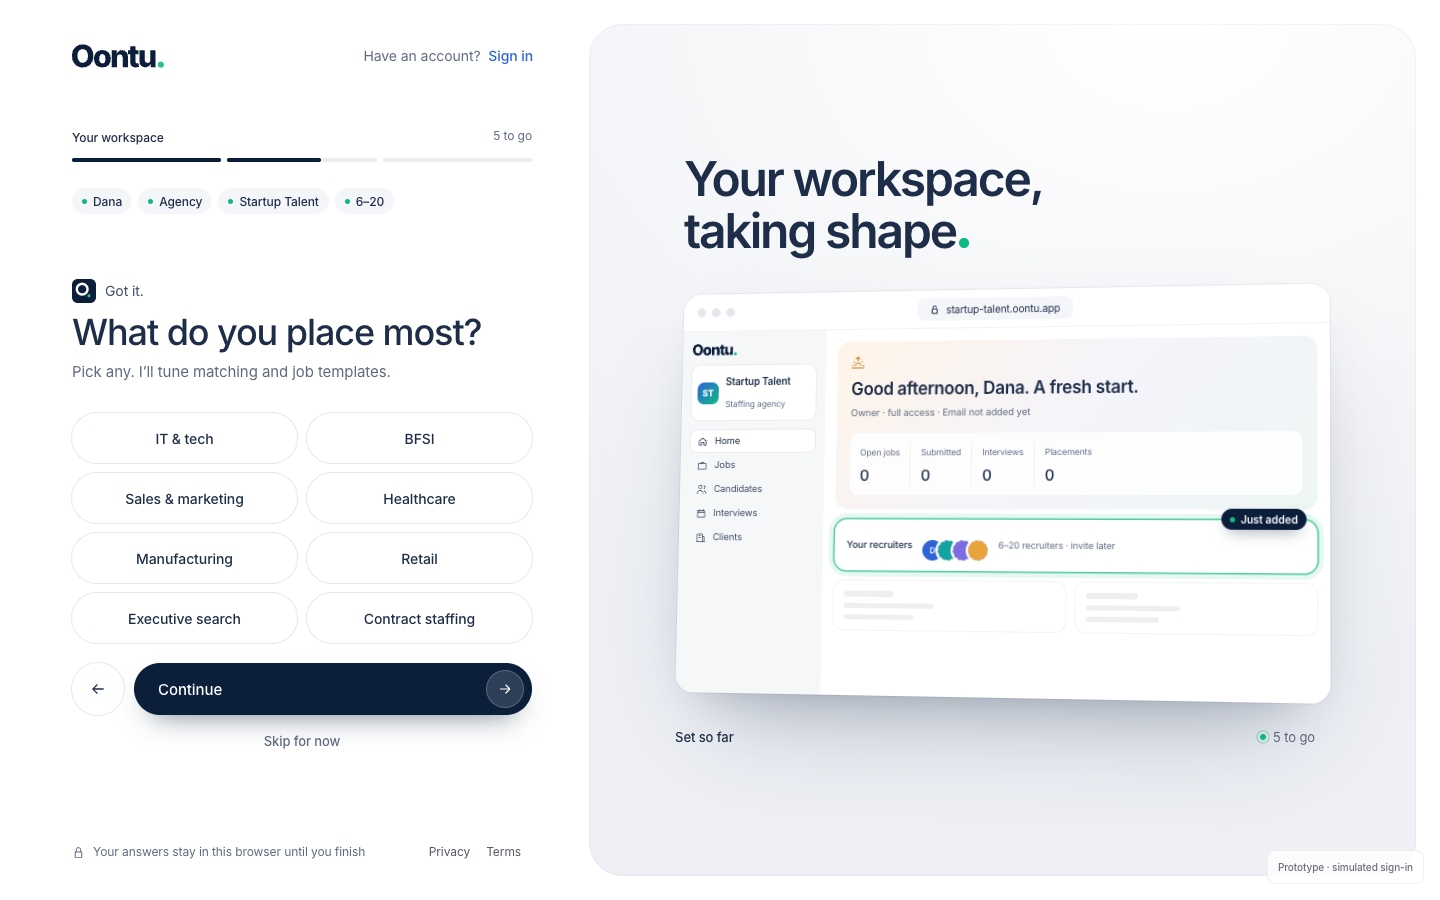 Oontu.
Have an account? Sign in
Your workspace
5 to go
Dana
Agency
Startup Talent
6–20
Got it.
What do you place most?
Pick any. I’ll tune matching and job templates.
IT & tech
BFSI
Sales & marketing
Healthcare
Manufacturing
Retail
Executive search
Contract staffing
Continue
Skip for now
Your answers stay in this browser until you finish
Privacy
Terms
Your workspace,
taking shape.
startup-talent.oontu.app
Oontu.
ST
Startup Talent
Staffing agency
Home
Jobs
Candidates
Interviews
Clients
Good afternoon, Dana. A fresh start.
Owner · full access · Email not added yet
Open jobs
0
Submitted
0
Interviews
0
Placements
0
Just added
Your recruiters
D
6–20 recruiters · invite later
Set so far
5 to go
Prototype · simulated sign-in